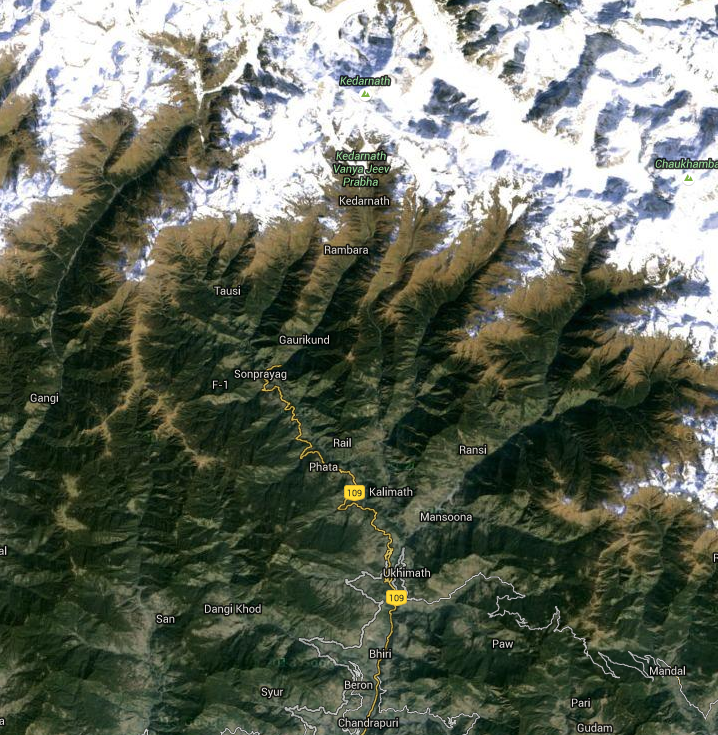 Kedarnath
Chaukhamba
Kedarnath
Vanya Jeev
Prabha
Kedarnath
Rambara
Tausi
Gaurikund
Sonprayag
F-1
Gangi
Rail
Ransi
Phata
109
Kalimath
Mansoona
al
Ukhimath
109
San
Dangi Khod
Paw
Bhiri
Mandal
Beron
Syur
Pari
Chandrapuri
Gudam